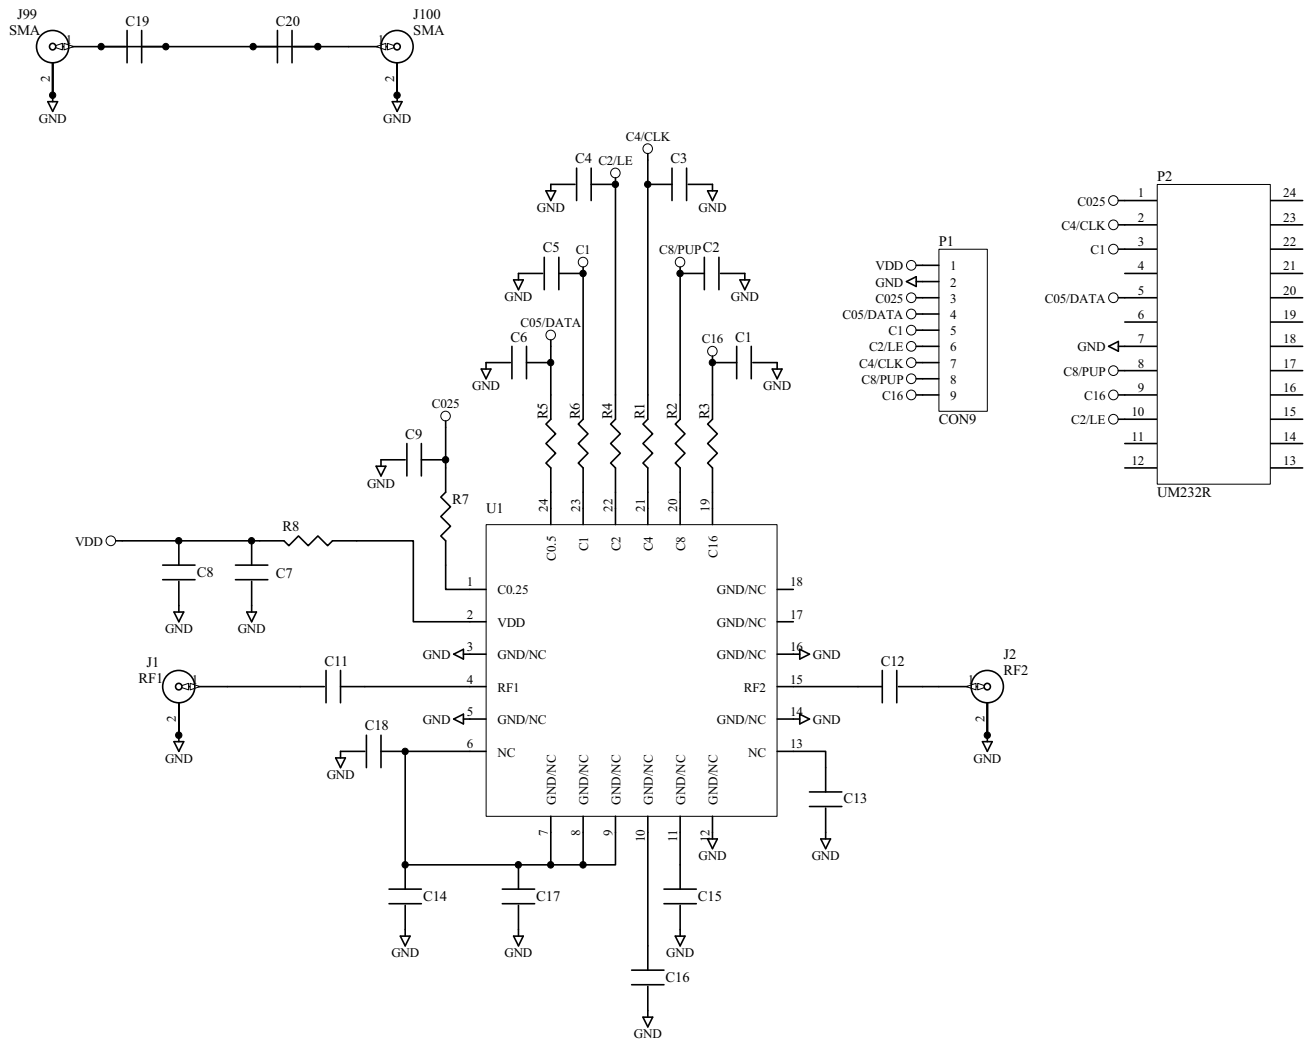 J99
SMA
C19
C20
J100
SMA
1
1
2
2
GND
GND
C4/CLK
C4
C2/LE
C3
GND
GND
C5
C1
C8/PUP
C2
GND
GND
C05/DATA
C6
C16
C1
GND
GND
C025
R5
R6
R4
R1
R2
R3
C9
GND
R7
U1
24
23
22
21
20
19
C0.5
C1
C2
C4
C8
C16
VDD
R8
C8
C7
GND
GND
1
C0.25
GND/NC
18
2
VDD
GND/NC
17
GND
3
GND/NC
GND/NC
16
GND
J1
RF1
1
2
GND
C11
4
RF1
RF2
15
C12
J2
RF2
1
2
GND
GND
5
GND/NC
GND/NC
14
GND
C18
GND
6
NC
NC
13
GND/NC
GND/NC
GND/NC
GND/NC
GND/NC
GND/NC
7
8
9
10
11
12
GND
C13
GND
C14
C17
C15
GND
GND
GND
C16
GND
P1
VDD
1
GND
2
C025
3
C05/DATA
4
C1
5
C2/LE
6
C4/CLK
7
C8/PUP
8
C16
9
CON9
P2
C025
1
24
C4/CLK
2
23
C1
3
22
4
21
C05/DATA
5
20
6
19
GND
7
18
C8/PUP
8
17
C16
9
16
C2/LE
10
15
11
14
12
13
UM232R